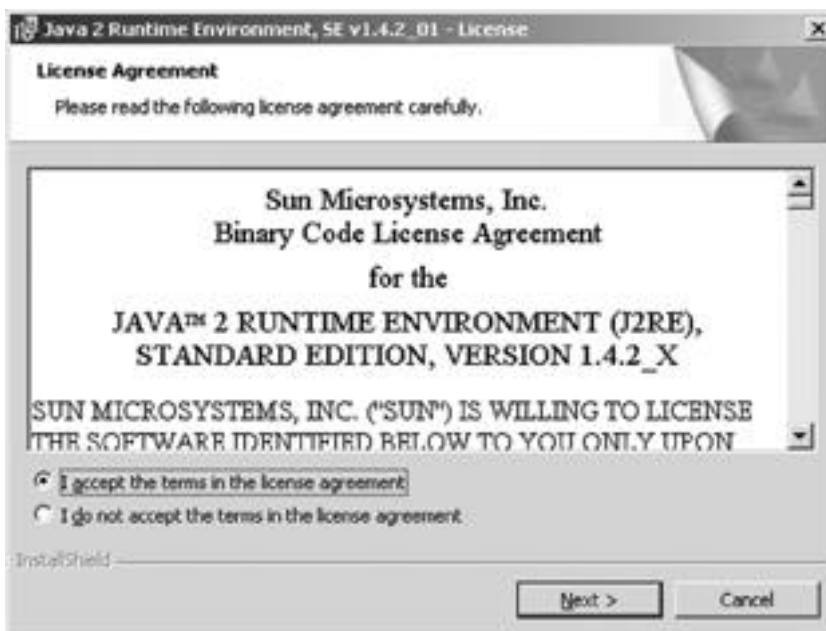 Java 2 Runtime Environment, SE v1.4.2_01 - License
License Agreement
Please read the following license agreement carefully.
Sun Microsystems, Inc.
Binary Code License Agreement
for the
JAVA™ 2 RUNTIME ENVIRONMENT (J2RE),
STANDARD EDITION, VERSION 1.4.2_X
SUN MICROSYSTEMS, INC. ("SUN") IS WILLING TO LICENSE
THE SOFTWARE IDENTIFIED BELOW TO YOU ONLY UPON
I accept the terms in the license agreement
I do not accept the terms in the license agreement
InstallShield
Next > Cancel